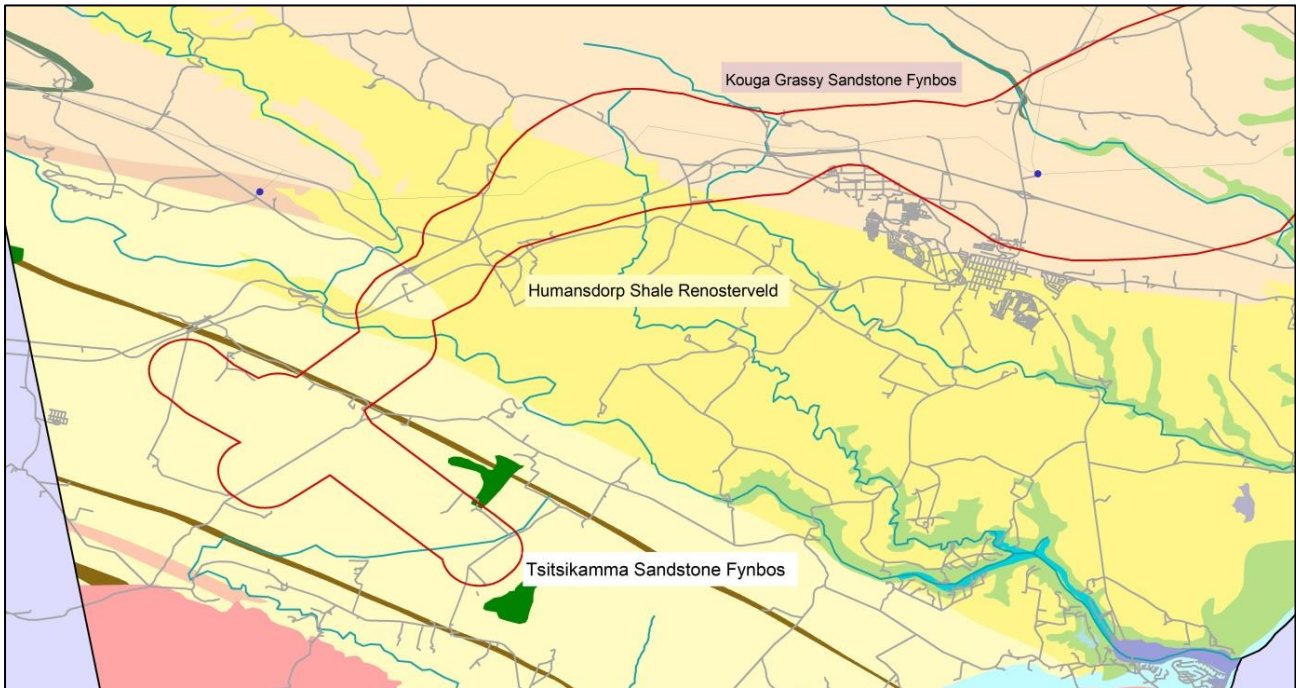 Kouga Grassy Sandstone Fynbos
Humansdorp Shale Renosterveld
Tsitsikamma Sandstone Fynbos